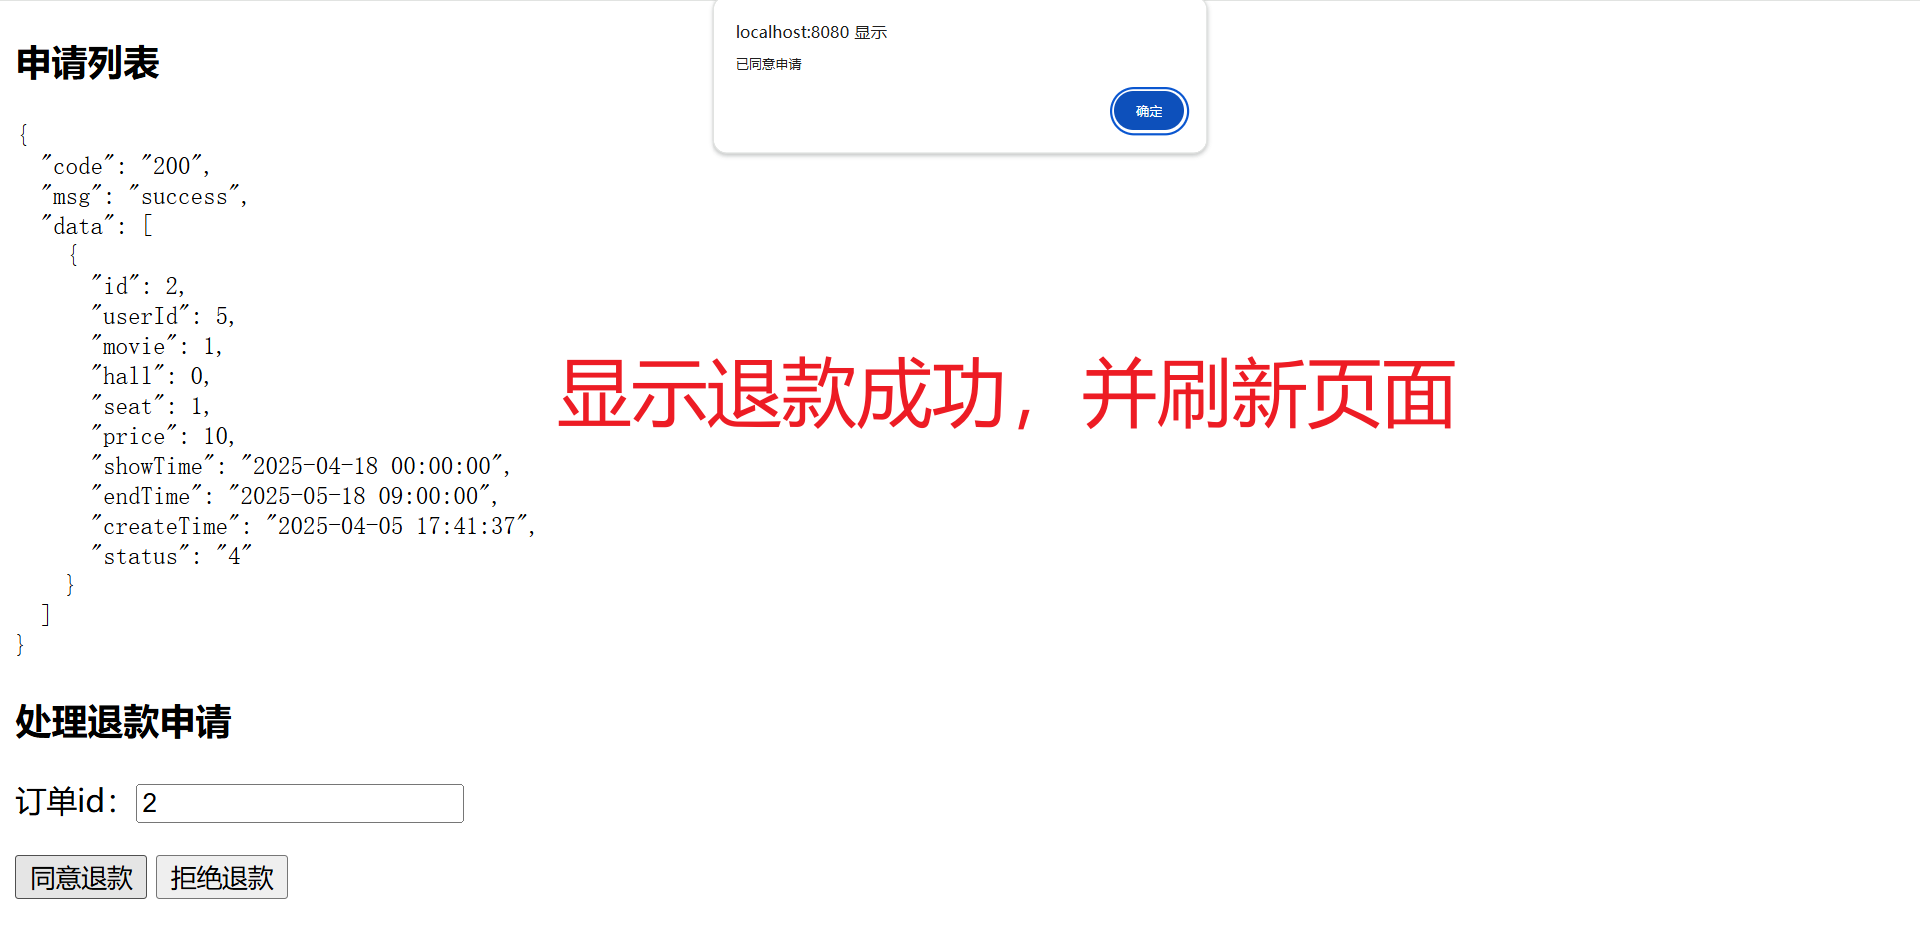 localhost:8080 显示
已同意申请
确定
申请列表
{
  "code": "200",
  "msg": "success",
  "data": [
    {
      "id": 2,
      "userId": 5,
      "movie": 1,
      "hall": 0,
      "seat": 1,
      "price": 10,
      "showTime": "2025-04-18 00:00:00",
      "endTime": "2025-05-18 09:00:00",
      "createTime": "2025-04-05 17:41:37",
      "status": "4"
    }
  ]
}
显示退款成功，并刷新页面
处理退款申请
订单id： 2
同意退款 拒绝退款